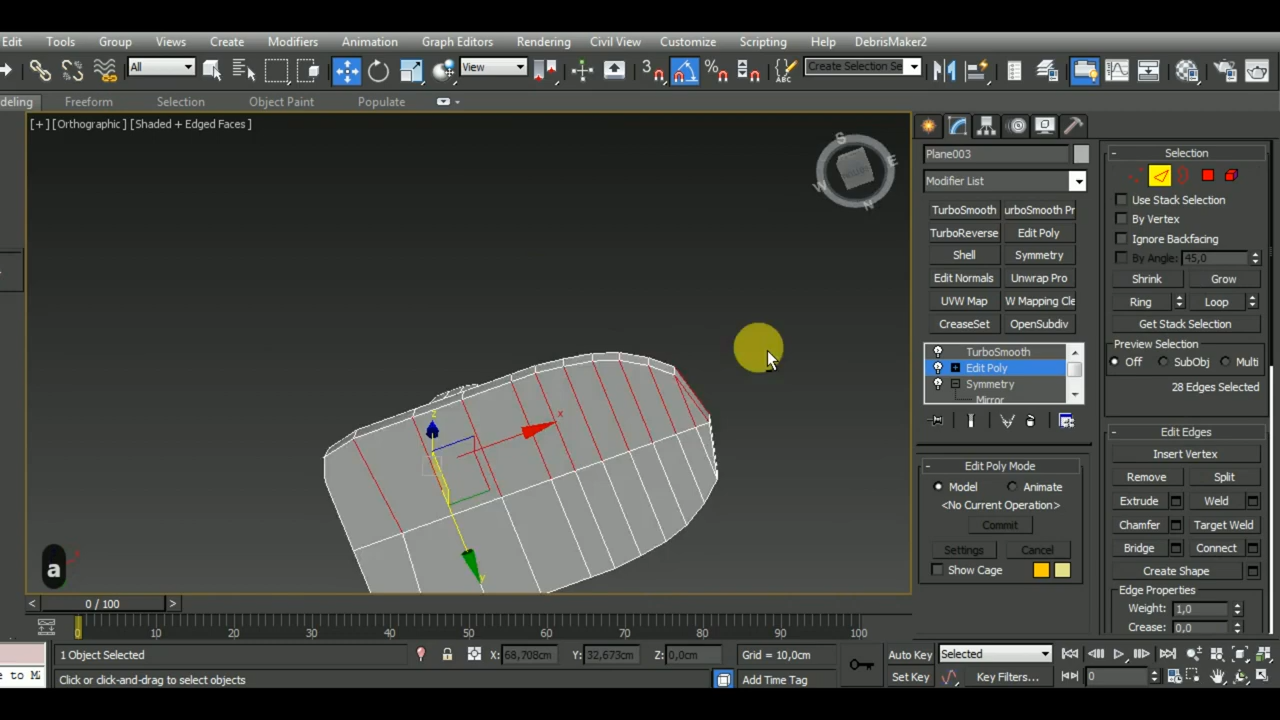 Edit Tools Group Views Create Modifiers Animation Graph Editors Rendering Civil View Customize Scripting Help DebrisMaker2
All View 3 % ABC Create Selection Se
deling Freeform Selection Object Paint Populate
[+] [Orthographic] [Shaded + Edged Faces]
S E W N
x
z
y
a
Plane003
Modifier List
TurboSmooth urboSmooth Pr
TurboReverse Edit Poly
Shell Symmetry
Edit Normals Unwrap Pro
UVW Map W Mapping Cle
CreaseSet OpenSubdiv
TurboSmooth
Edit Poly
Symmetry
Mirror
- Edit Poly Mode
Model Animate
<No Current Operation>
Commit
Settings Cancel
Show Cage
- Selection
Use Stack Selection
By Vertex
Ignore Backfacing
By Angle: 45,0
Shrink Grow
Ring Loop
Get Stack Selection
Preview Selection
Off SubObj Multi
28 Edges Selected
- Edit Edges
Insert Vertex
Remove Split
Extrude Weld
Chamfer Target Weld
Bridge Connect
Create Shape
Edge Properties
Weight: 1,0
Crease: 0,0
< 0 / 100 >
0 10 20 30 40 50 60 70 80 90 100
1 Object Selected X: 68,708cm Y: 32,673cm Z: 0,0cm Grid = 10,0cm Auto Key Selected
e to Mi Click or click-and-drag to select objects Add Time Tag Set Key Key Filters... 0